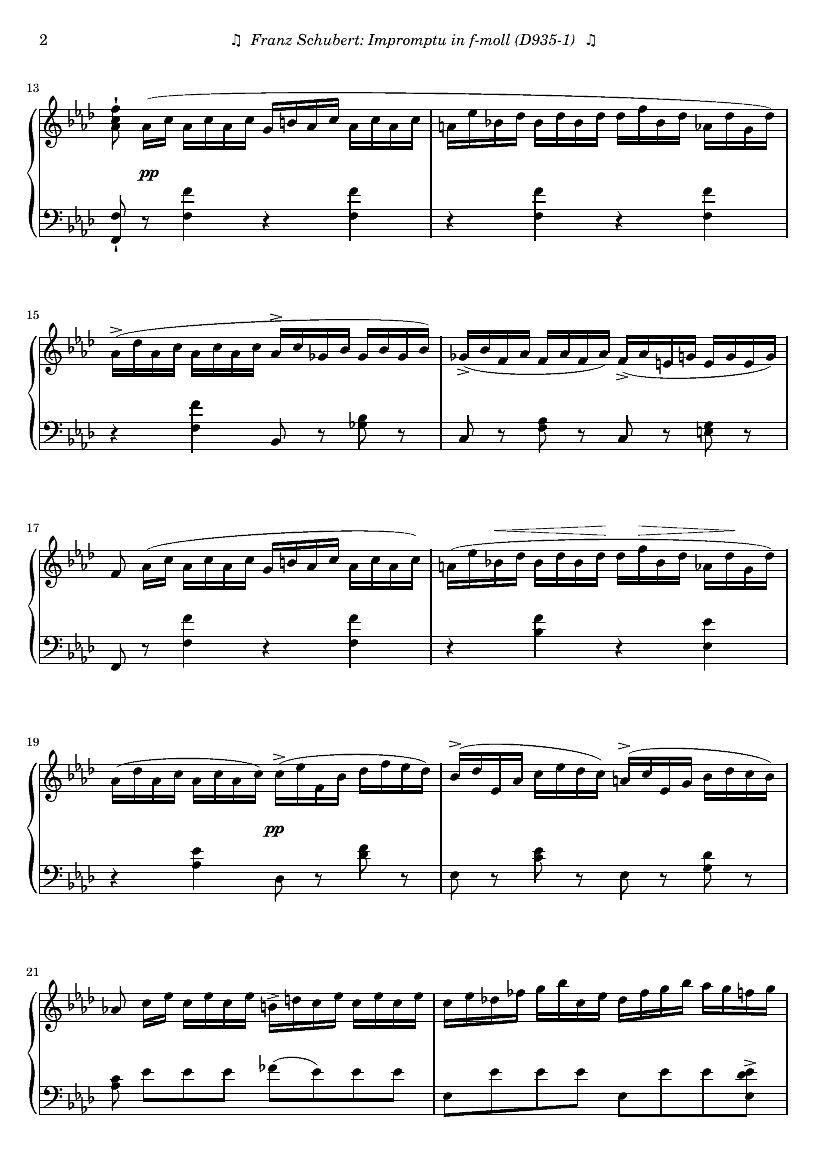 2
♫ Franz Schubert: Impromptu in f-moll (D935-1) ♫
13
pp
15
17
19
pp
21